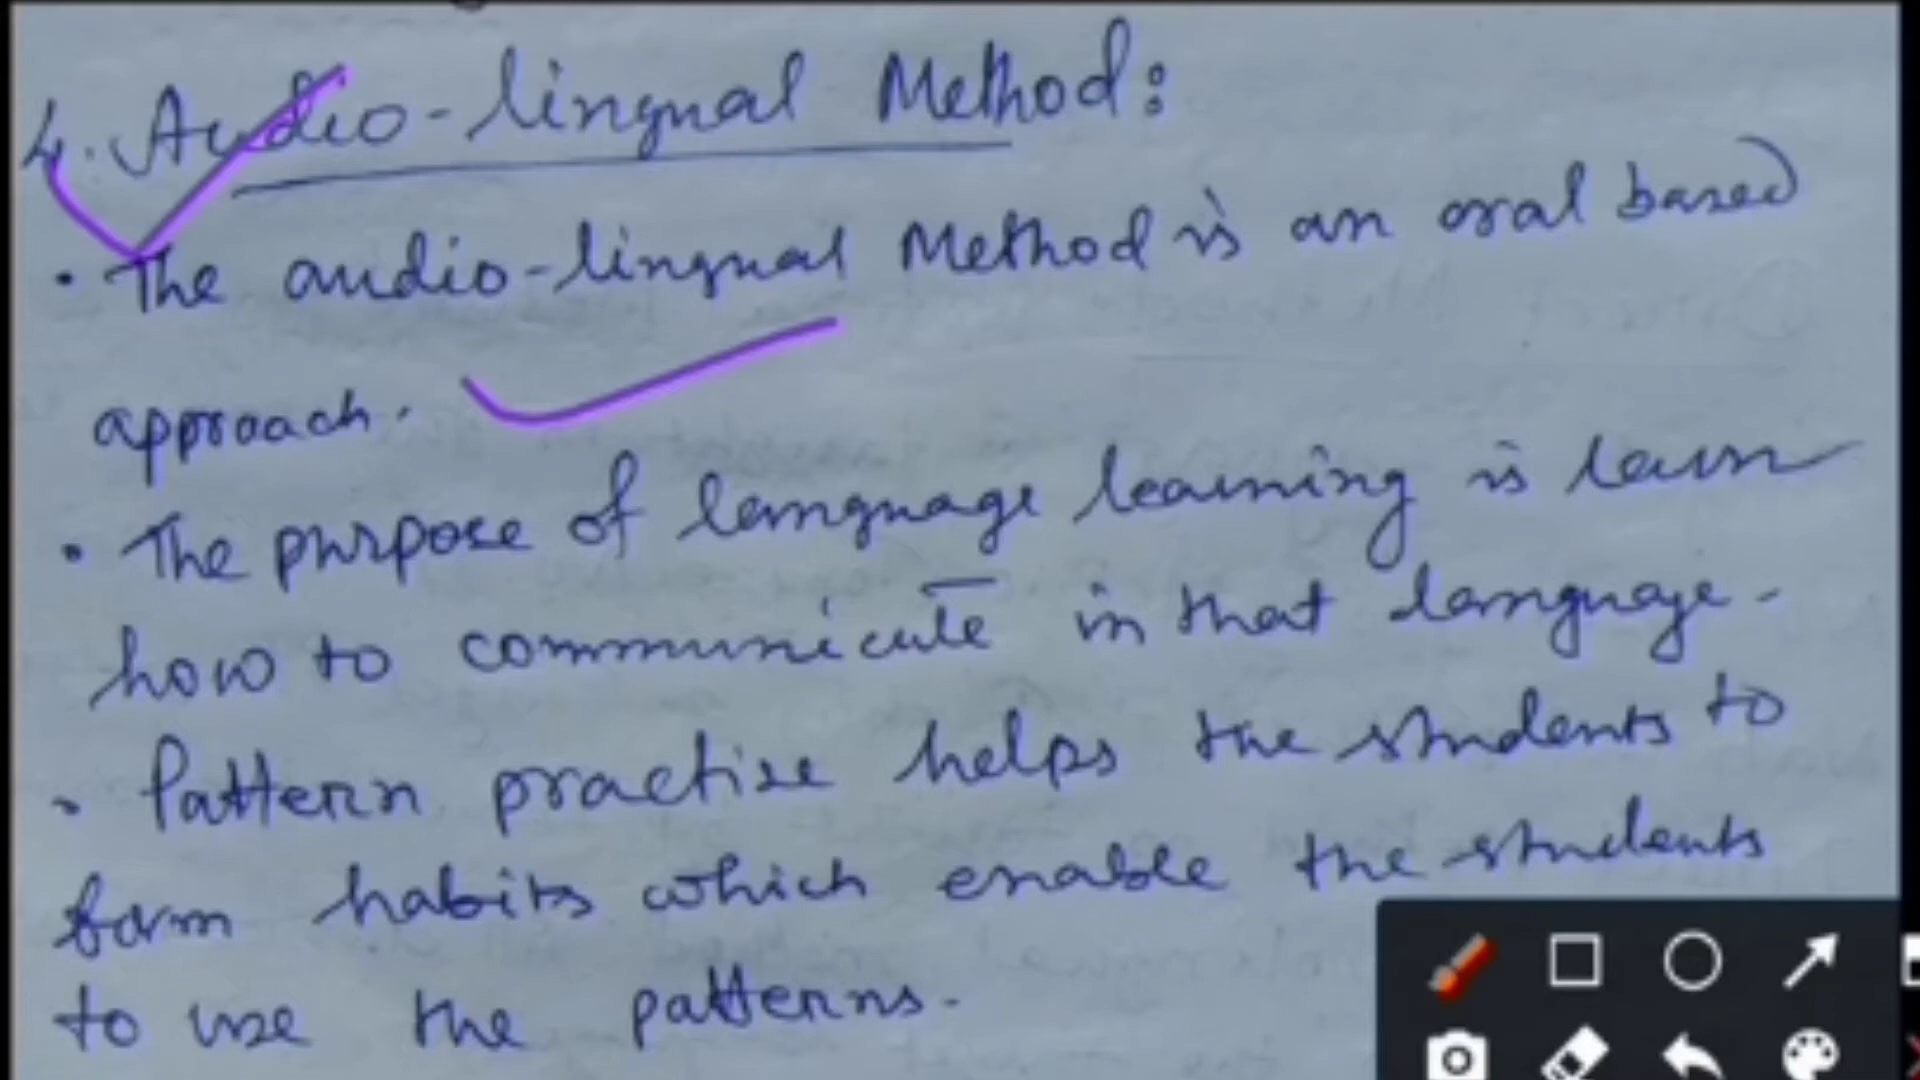 4. Audio-lingual Method:
• The audio-lingual Method is an oral based
approach.
• The purpose of language learning is learn
how to communicate in that language.
• Pattern practise helps the students to
form habits which enable the students
to use the patterns.